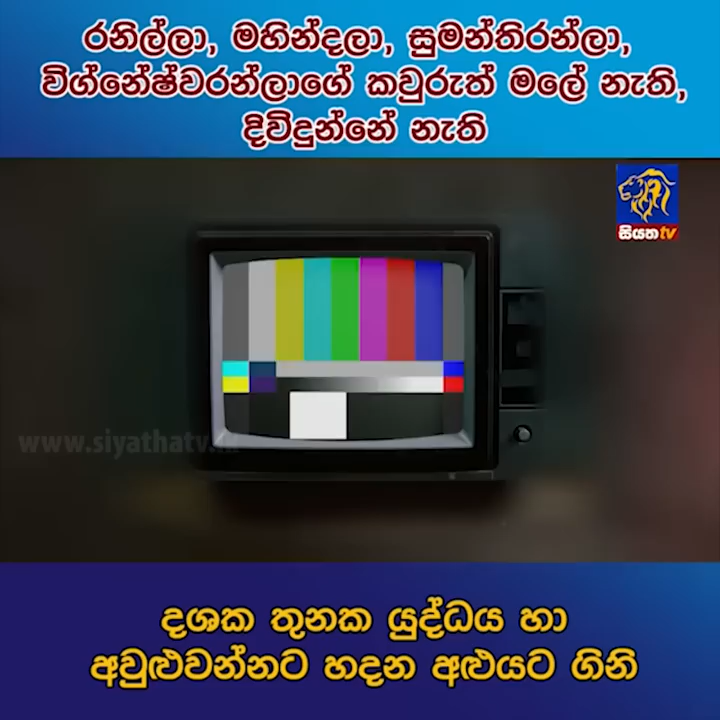 රනිල්ලා, මහින්දලා, සුමන්තිරන්ලා,
විග්නේෂ්වරන්ලාගේ කවුරුත් මලේ නැති,
දිවිදුන්නේ නැති
සියත tv
www.siyathatv.lk
දශක තුනක යුද්ධය හා
අවුළුවන්නට හදන අළුයට ගිනි